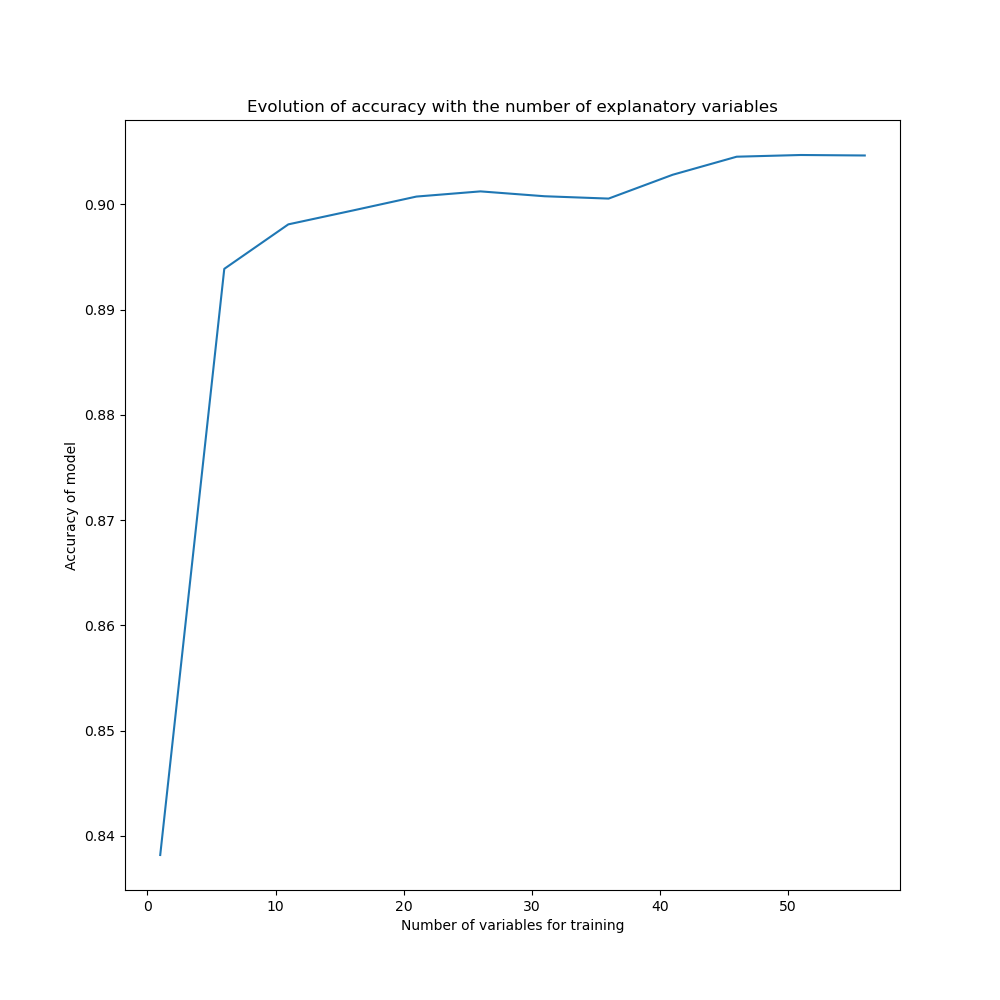 Evolution of accuracy with the number of explanatory variables
0.90
0.89
0.88
0.87
0.86
0.85
0.84
Accuracy of model
0 10 20 30 40 50
Number of variables for training